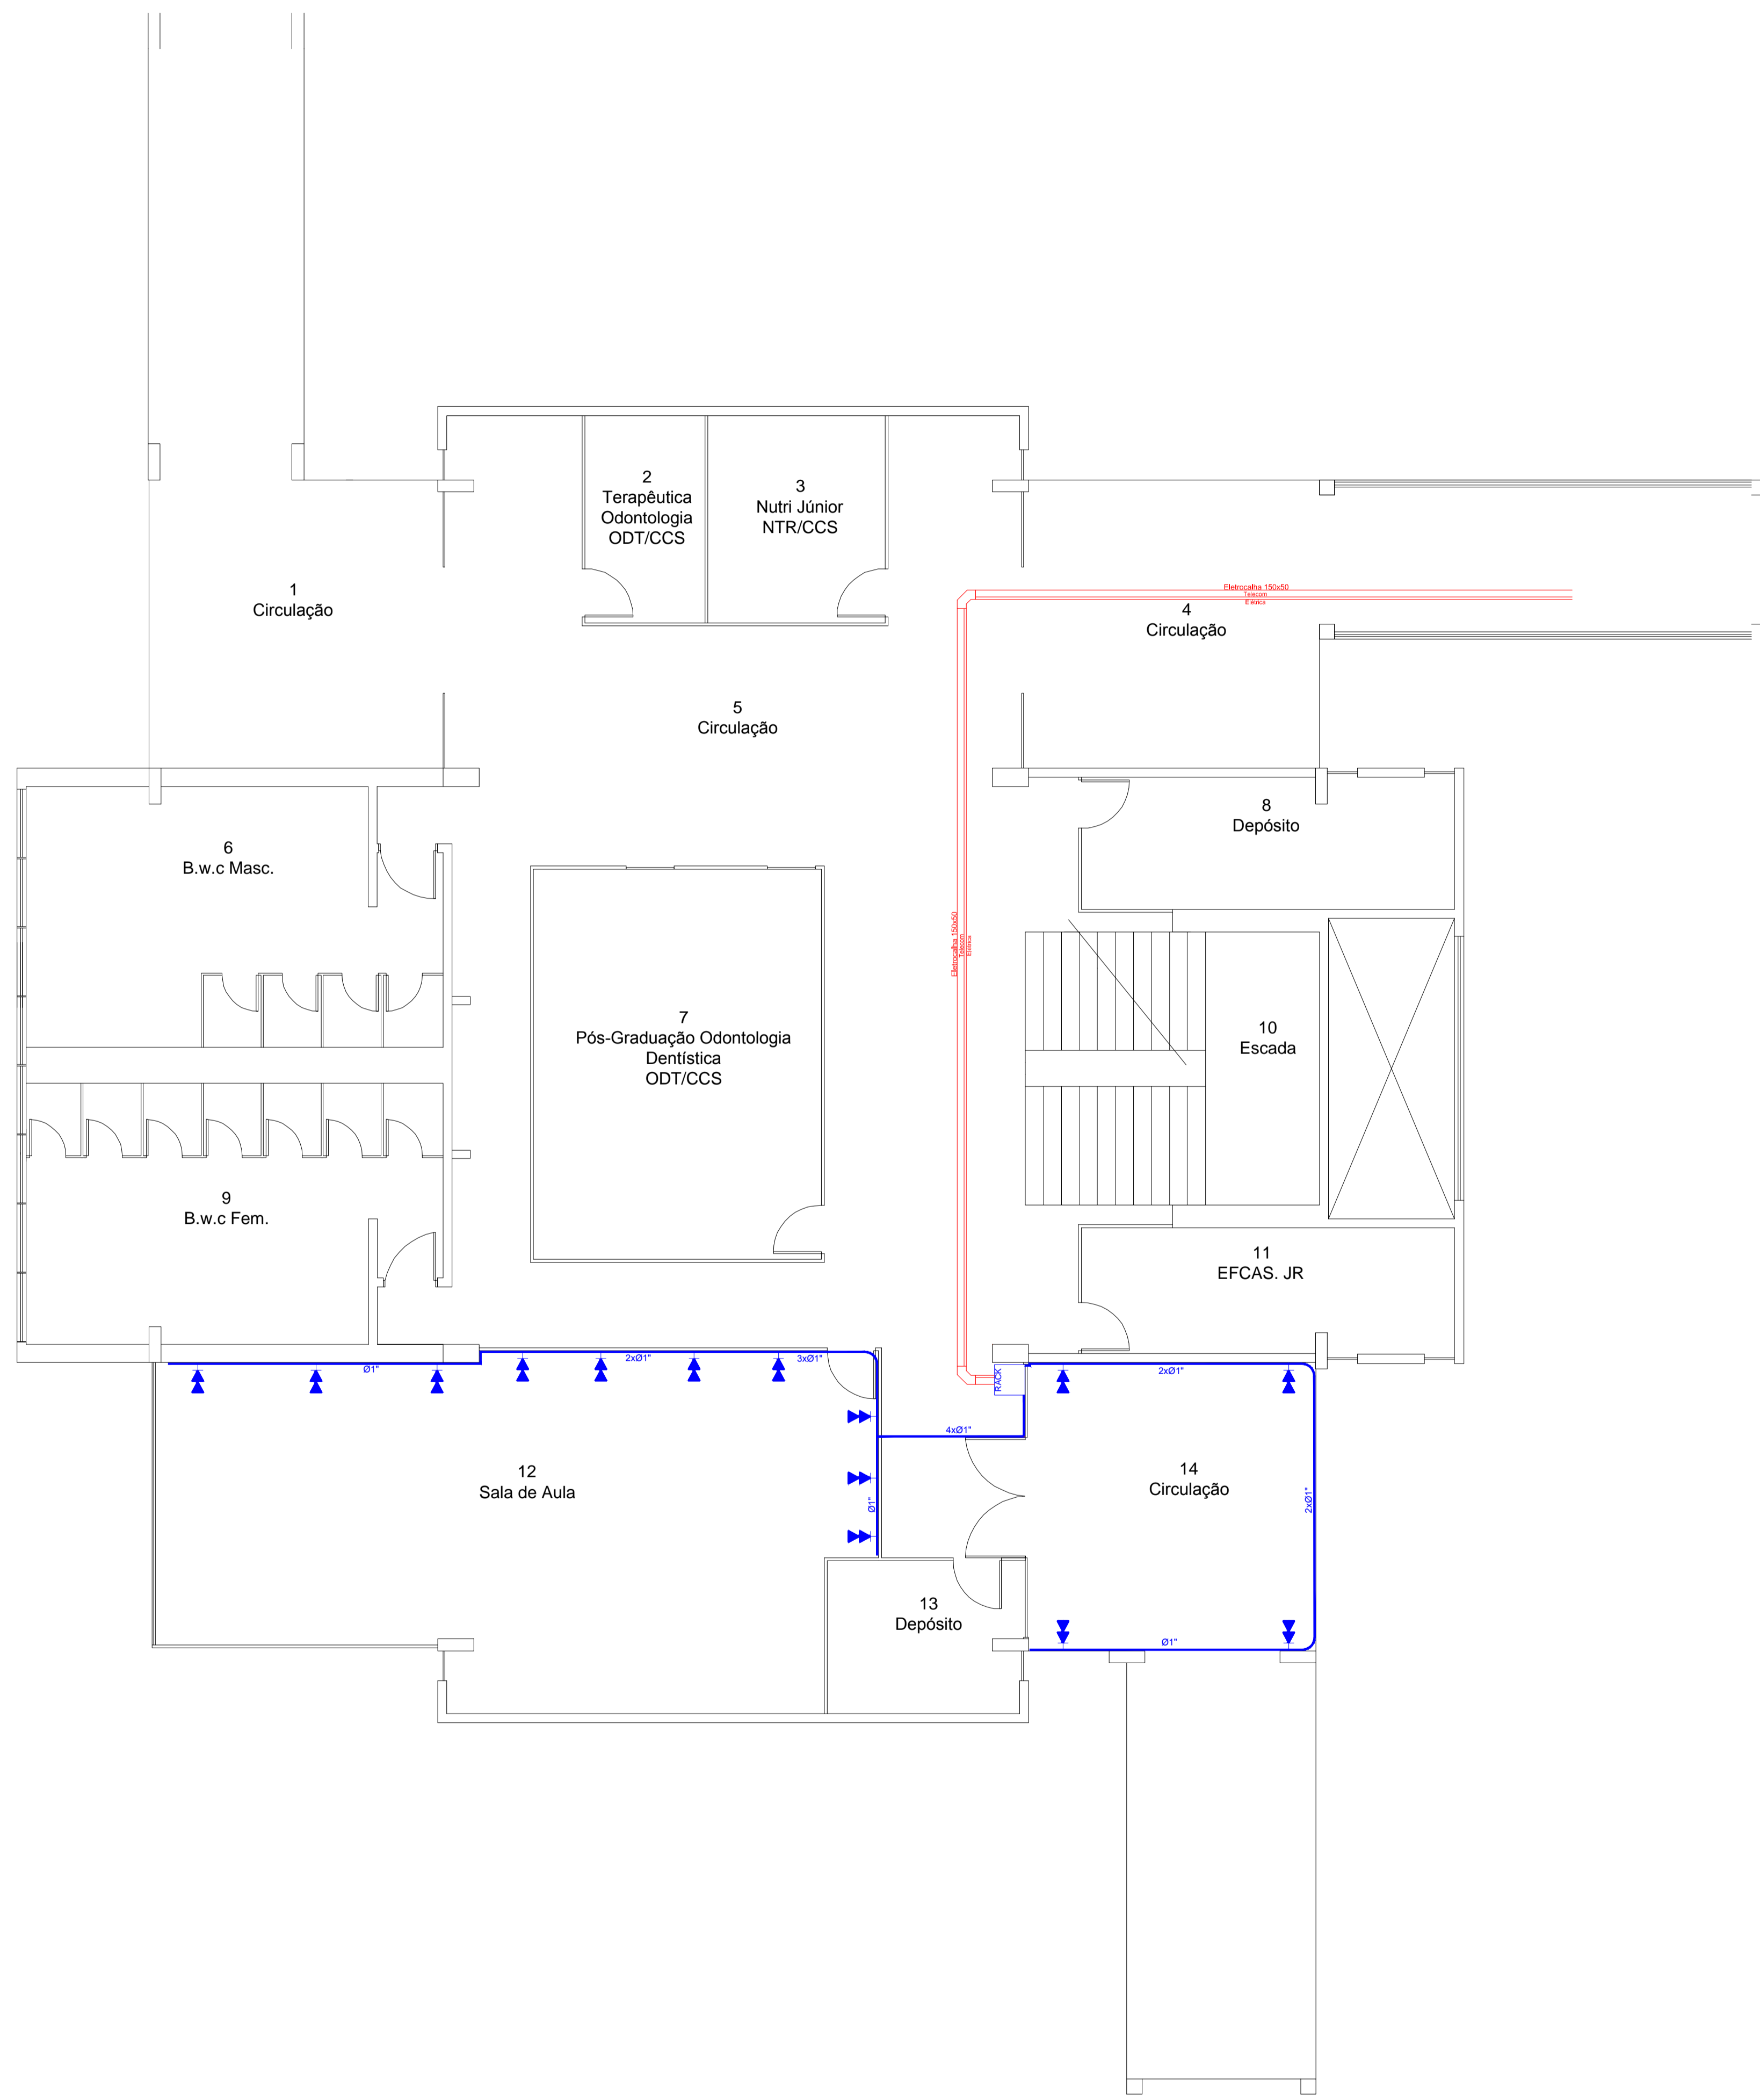 2
Terapêutica
Odontologia
ODT/CCS
3
Nutri Júnior
NTR/CCS
1
Circulação
Eletrocalha 150x50
Telecom
Elétrica
4
Circulação
5
Circulação
8
Depósito
6
B.w.c Masc.
Eletrocalha 150x50
Telecom
Elétrica
7
Pós-Graduação Odontologia
Dentística
ODT/CCS
10
Escada
9
B.w.c Fem.
11
EFCAS. JR
Ø1"
2xØ1"
3xØ1"
RACK
2xØ1"
4xØ1"
12
Sala de Aula
Ø1"
14
Circulação
2xØ1"
13
Depósito
Ø1"